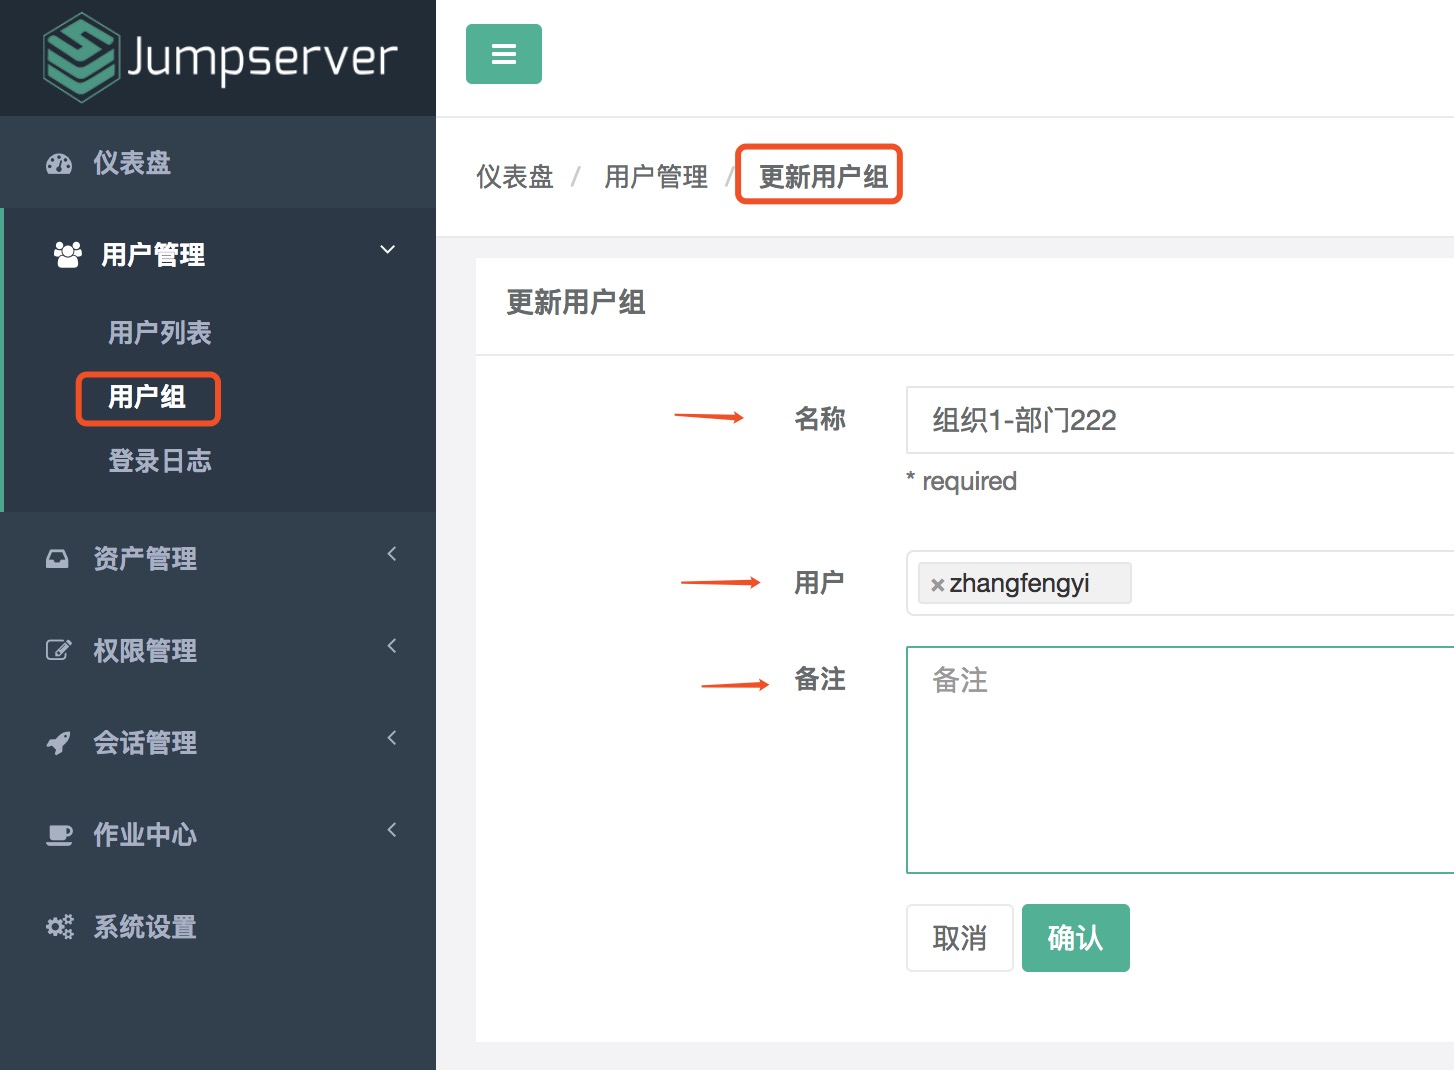 Jumpserver
仪表盘
用户管理
用户列表
用户组
登录日志
资产管理
权限管理
会话管理
作业中心
系统设置
仪表盘 / 用户管理 / 更新用户组
更新用户组
名称 组织1-部门222
* required
用户 ×zhangfengyi
备注 备注
取消 确认